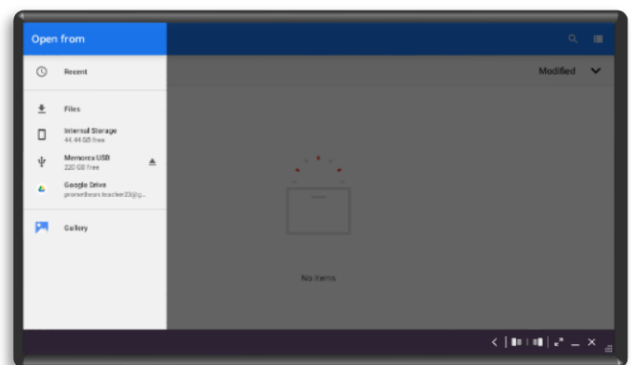 Open from
Recent
Modified
Files
Internal Storage
44.44 GB free
Memorex USB
220 GB free
Google Drive
Gallery
No items